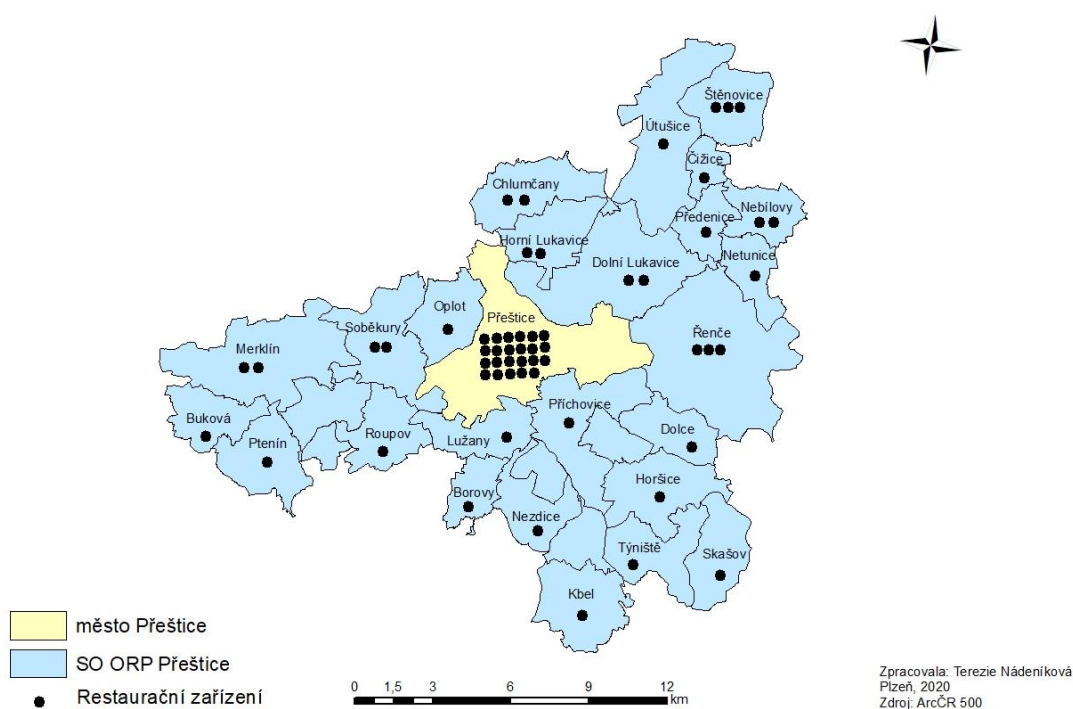 Štěnovice
Útušice
Čižice
Chlumčany
Nebílovy
Předenice
Horní Lukavice
Netunice
Dolní Lukavice
Oplot
Přeštice
Soběkury
Řenče
Merklín
Příchovice
Buková
Dolce
Roupov
Lužany
Ptenín
Horšice
Borovy
Nezdice
Týniště
Skašov
Kbel
město Přeštice
SO ORP Přeštice
Restaurační zařízení
0 1,5 3 6 9 12
km
Zpracovala: Terezie Nádeníková
Plzeň, 2020
Zdroj: ArcČR 500